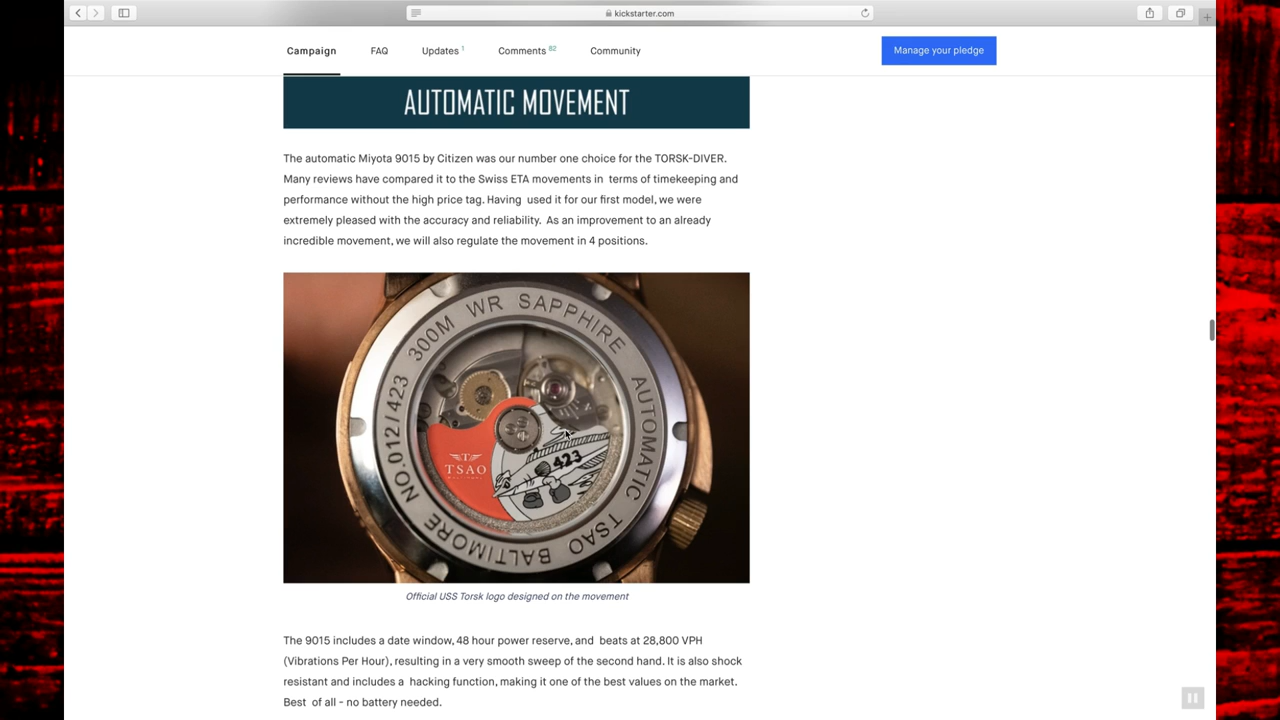 kickstarter.com
Campaign FAQ Updates 1 Comments 82 Community Manage your pledge
AUTOMATIC MOVEMENT
The automatic Miyota 9015 by Citizen was our number one choice for the TORSK-DIVER.
Many reviews have compared it to the Swiss ETA movements in terms of timekeeping and
performance without the high price tag. Having used it for our first model, we were
extremely pleased with the accuracy and reliability. As an improvement to an already
incredible movement, we will also regulate the movement in 4 positions.
NO.012/423 300M WR SAPPHIRE AUTOMATIC TSAO BALTIMORE
TSAO
423
Official USS Torsk logo designed on the movement
The 9015 includes a date window, 48 hour power reserve, and beats at 28,800 VPH
(Vibrations Per Hour), resulting in a very smooth sweep of the second hand. It is also shock
resistant and includes a hacking function, making it one of the best values on the market.
Best of all - no battery needed.